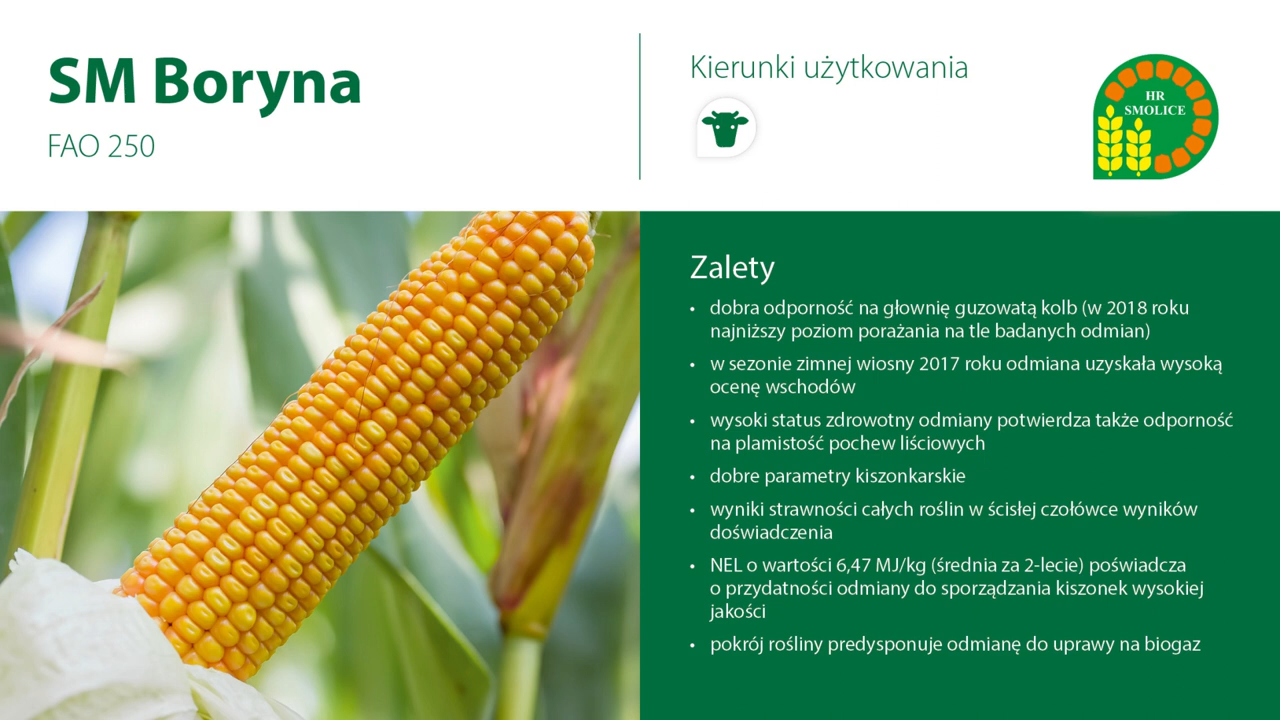 SM Boryna
FAO 250
Kierunki użytkowania
HR
SMOLICE
Zalety
• dobra odporność na głownię guzowatą kolb (w 2018 roku
najniższy poziom porażania na tle badanych odmian)
• w sezonie zimnej wiosny 2017 roku odmiana uzyskała wysoką
ocenę wschodów
• wysoki status zdrowotny odmiany potwierdza także odporność
na plamistość pochew liściowych
• dobre parametry kiszonkarskie
• wyniki strawności całych roślin w ścisłej czołówce wyników
doświadczenia
• NEL o wartości 6,47 MJ/kg (średnia za 2-lecie) poświadcza
o przydatności odmiany do sporządzania kiszonek wysokiej
jakości
• pokrój rośliny predysponuje odmianę do uprawy na biogaz